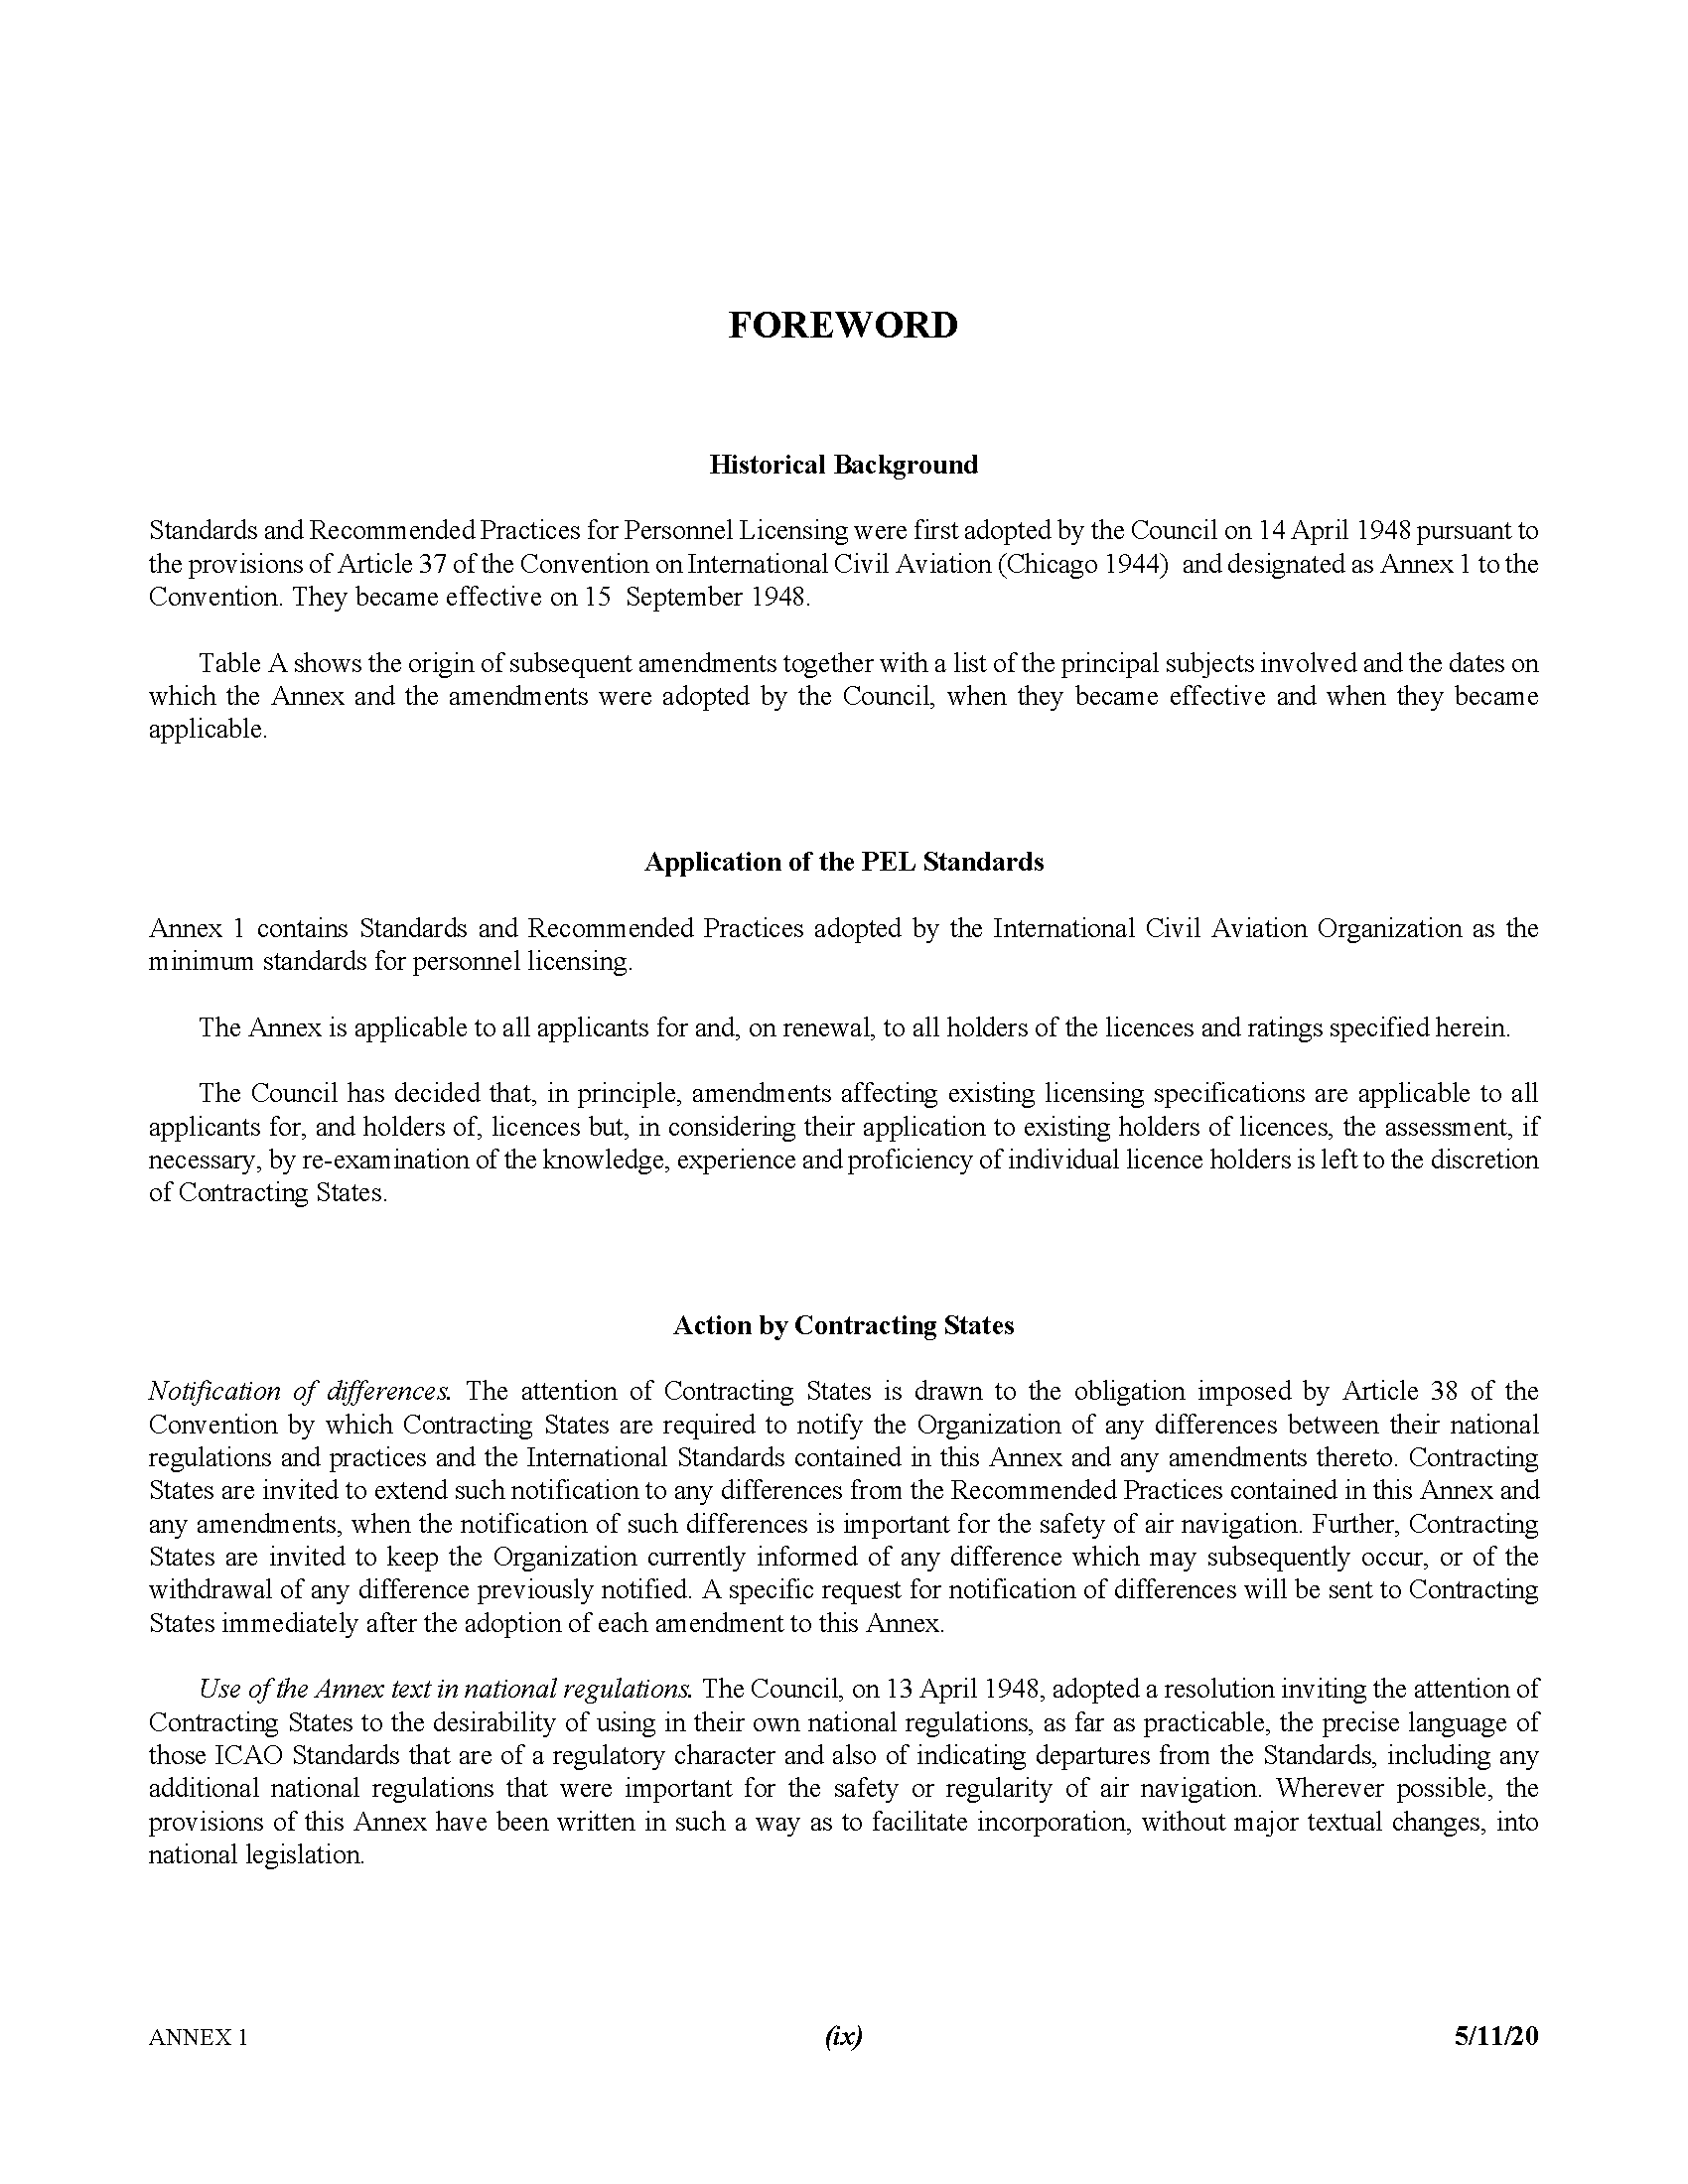 FOREWORD
Historical Background
Standards and Recommended Practices for Personnel Licensing were first adopted by the Council on 14 April 1948 pursuant to
the provisions of Article 37 of the Convention on International Civil Aviation (Chicago 1944) and designated as Annex 1 to the
Convention. They became effective on 15 September 1948.
Table A shows the origin of subsequent amendments together with a list of the principal subjects involved and the dates on
which the Annex and the amendments were adopted by the Council, when they became effective and when they became
applicable.
Application of the PEL Standards
Annex 1 contains Standards and Recommended Practices adopted by the International Civil Aviation Organization as the
minimum standards for personnel licensing.
The Annex is applicable to all applicants for and, on renewal, to all holders of the licences and ratings specified herein.
The Council has decided that, in principle, amendments affecting existing licensing specifications are applicable to all
applicants for, and holders of, licences but, in considering their application to existing holders of licences, the assessment, if
necessary, by re-examination of the knowledge, experience and proficiency of individual licence holders is left to the discretion
of Contracting States.
Action by Contracting States
Notification of differences. The attention of Contracting States is drawn to the obligation imposed by Article 38 of the
Convention by which Contracting States are required to notify the Organization of any differences between their national
regulations and practices and the International Standards contained in this Annex and any amendments thereto. Contracting
States are invited to extend such notification to any differences from the Recommended Practices contained in this Annex and
any amendments, when the notification of such differences is important for the safety of air navigation. Further, Contracting
States are invited to keep the Organization currently informed of any difference which may subsequently occur, or of the
withdrawal of any difference previously notified. A specific request for notification of differences will be sent to Contracting
States immediately after the adoption of each amendment to this Annex.
Use of the Annex text in national regulations. The Council, on 13 April 1948, adopted a resolution inviting the attention of
Contracting States to the desirability of using in their own national regulations, as far as practicable, the precise language of
those ICAO Standards that are of a regulatory character and also of indicating departures from the Standards, including any
additional national regulations that were important for the safety or regularity of air navigation. Wherever possible, the
provisions of this Annex have been written in such a way as to facilitate incorporation, without major textual changes, into
national legislation.
ANNEX 1 (ix) 5/11/20